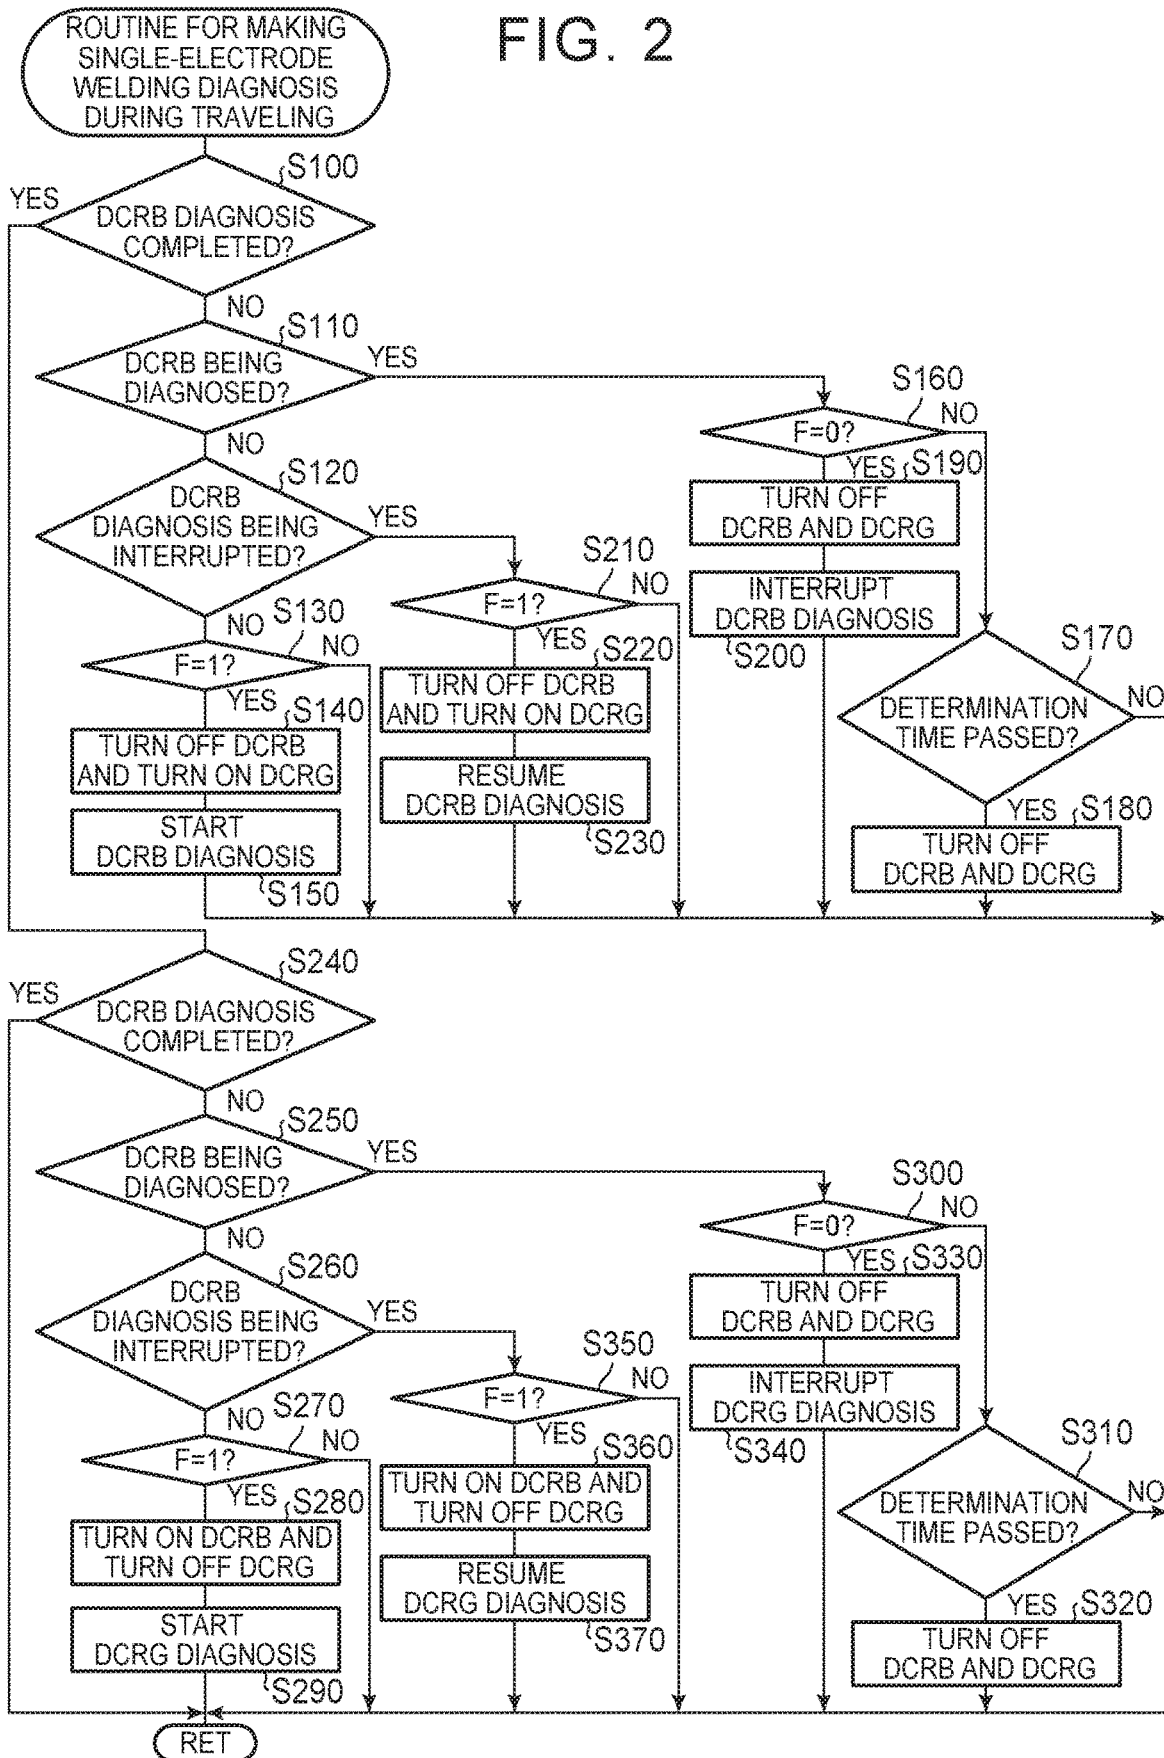 FIG. 2
ROUTINE FOR MAKING
SINGLE-ELECTRODE
WELDING DIAGNOSIS
DURING TRAVELING
S100
YES
DCRB DIAGNOSIS
COMPLETED?
NO
S110
DCRB BEING
DIAGNOSED?
YES
NO
S160
F=0?
NO
YES
S190
TURN OFF
DCRB AND DCRG
INTERRUPT
DCRB DIAGNOSIS
S200
S120
DCRB
DIAGNOSIS BEING
INTERRUPTED?
YES
NO
S210
F=1?
NO
YES
S220
TURN OFF DCRB
AND TURN ON DCRG
RESUME
DCRB DIAGNOSIS
S230
S130
F=1?
NO
YES
S140
TURN OFF DCRB
AND TURN ON DCRG
START
DCRB DIAGNOSIS
S150
S170
DETERMINATION
TIME PASSED?
NO
YES
S180
TURN OFF
DCRB AND DCRG
S240
YES
DCRB DIAGNOSIS
COMPLETED?
NO
S250
DCRB BEING
DIAGNOSED?
YES
NO
S300
F=0?
NO
YES
S330
TURN OFF
DCRB AND DCRG
INTERRUPT
DCRG DIAGNOSIS
S340
S260
DCRB
DIAGNOSIS BEING
INTERRUPTED?
YES
NO
S350
F=1?
NO
YES
S360
TURN ON DCRB AND
TURN OFF DCRG
RESUME
DCRG DIAGNOSIS
S370
S270
F=1?
NO
YES
S280
TURN ON DCRB AND
TURN OFF DCRG
START
DCRG DIAGNOSIS
S290
S310
DETERMINATION
TIME PASSED?
NO
YES
S320
TURN OFF
DCRB AND DCRG
RET